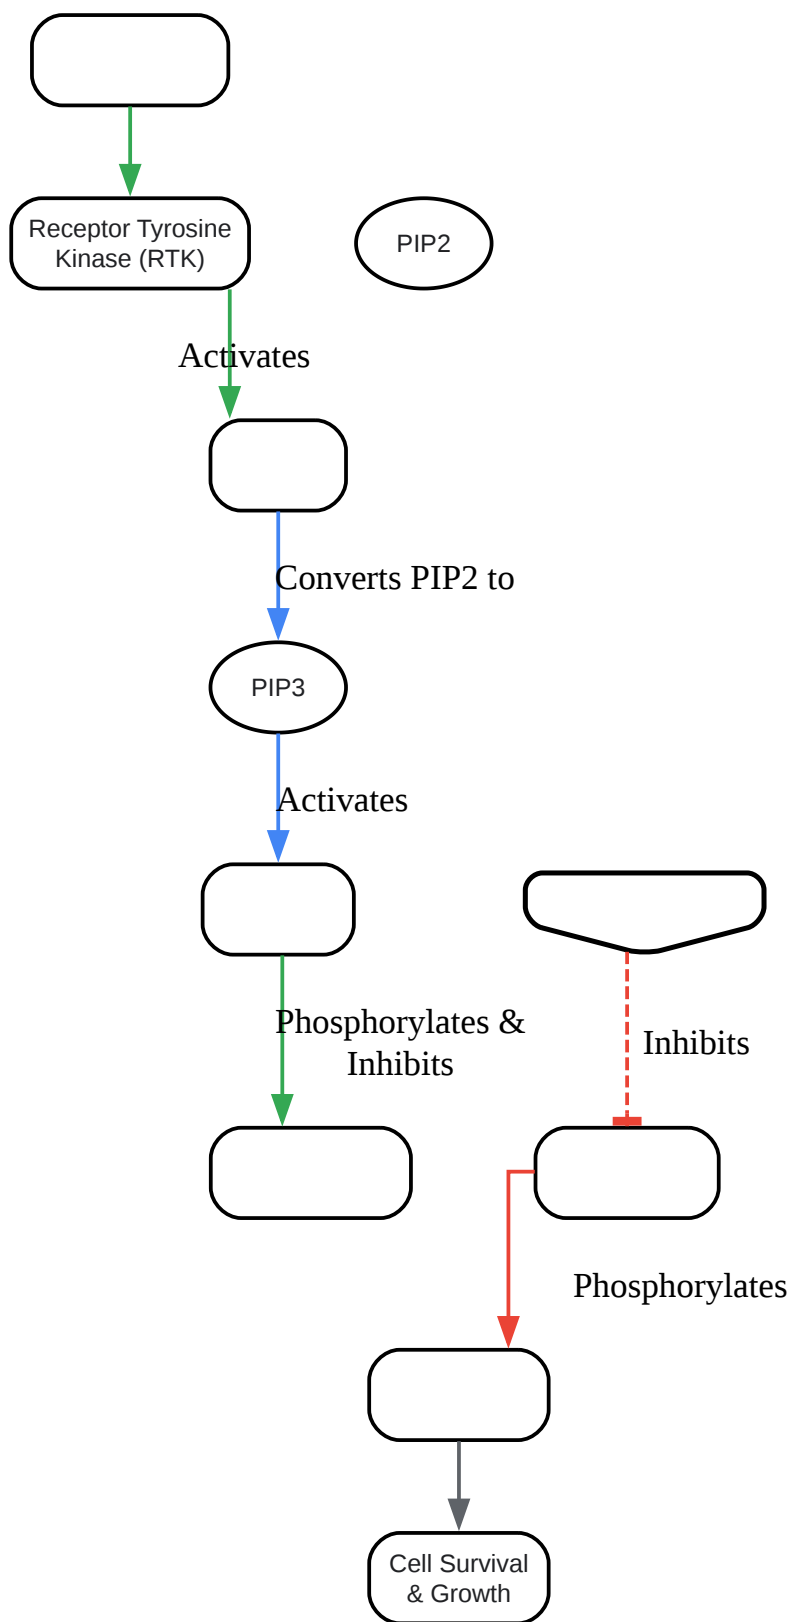 Receptor Tyrosine
Kinase (RTK)
PIP2
Activates
Converts PIP2 to
PIP3
Activates
Phosphorylates &
Inhibits
Inhibits
Phosphorylates
Cell Survival
& Growth